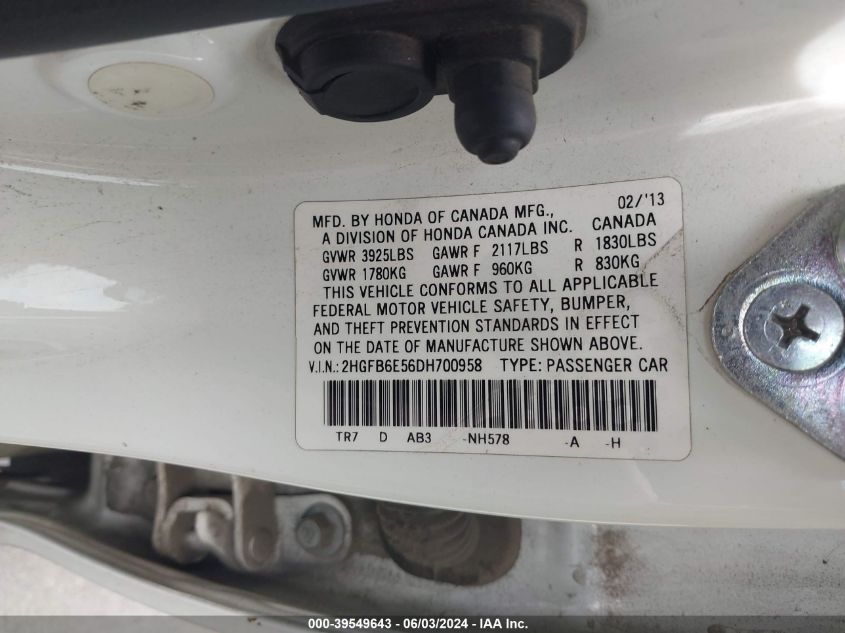 02/'13
MFD. BY HONDA OF CANADA MFG.,
A DIVISION OF HONDA CANADA INC. CANADA
GVWR 3925LBS GAWR F 2117LBS R 1830LBS
GVWR 1780KG GAWR F 960KG R 830KG
THIS VEHICLE CONFORMS TO ALL APPLICABLE
FEDERAL MOTOR VEHICLE SAFETY, BUMPER,
AND THEFT PREVENTION STANDARDS IN EFFECT
ON THE DATE OF MANUFACTURE SHOWN ABOVE.
V.I.N.: 2HGFB6E56DH700958 TYPE: PASSENGER CAR
TR7 D AB3 -NH578 -A -H
000-39549643 - 06/03/2024 - IAA Inc.